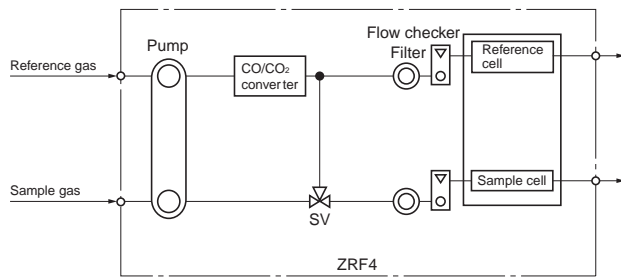 Flow checker
Pump
Filter
Reference gas
CO/CO₂
converter
Reference
cell
Sample gas
Sample cell
SV
ZRF4